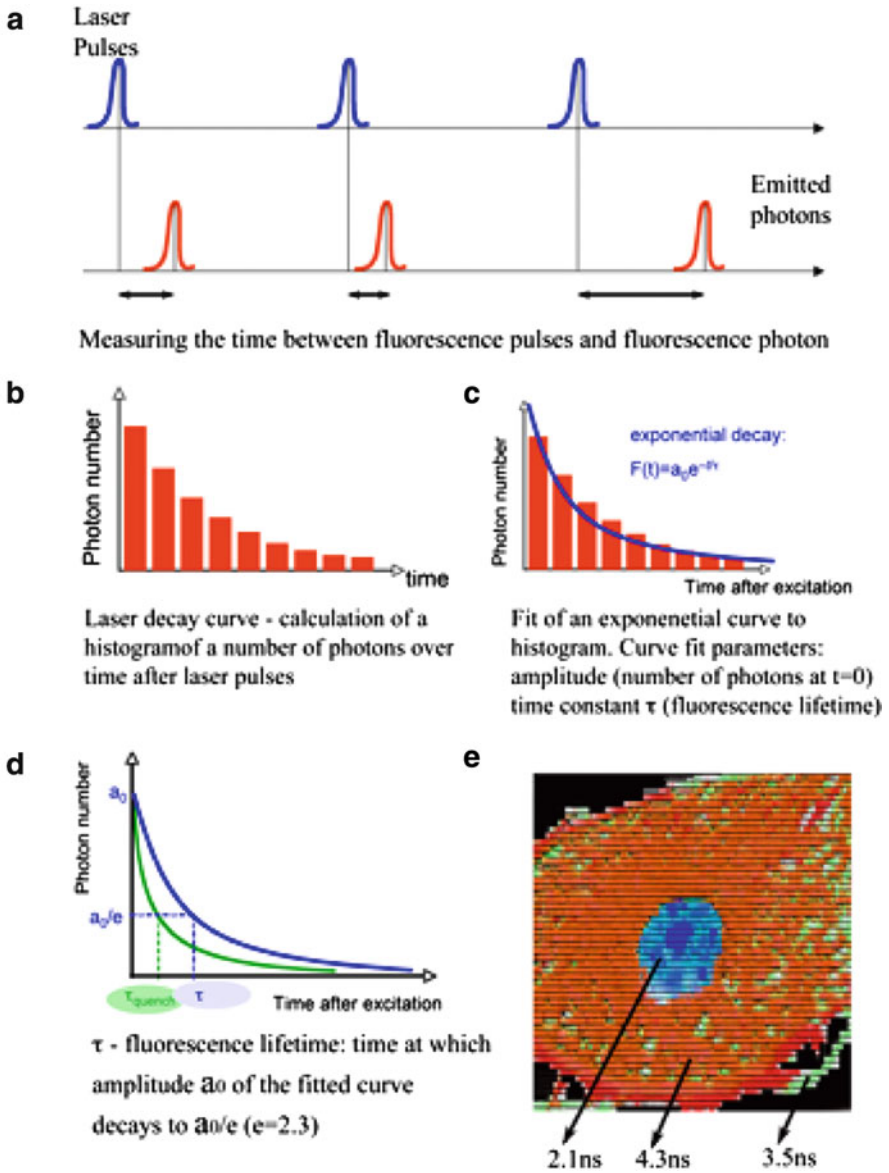 a
Laser
Pulses
Emitted
photons
Measuring the time between fluorescence pulses and fluorescence photon
b
Photon number
time
Laser decay curve - calculation of a
histogramof a number of photons over
time after laser pulses
c
Photon number
exponential decay:
F(t)=a₀e^–t/τ
Time after excitation
Fit of an exponenetial curve to
histogram. Curve fit parameters:
amplitude (number of photons at t=0)
time constant τ (fluorescence lifetime)
d
Photon number
a₀
a₀/e
τquench
τ
Time after excitation
τ - fluorescence lifetime: time at which
amplitude a₀ of the fitted curve
decays to a₀/e (e=2.3)
e
2.1ns
4.3ns
3.5ns